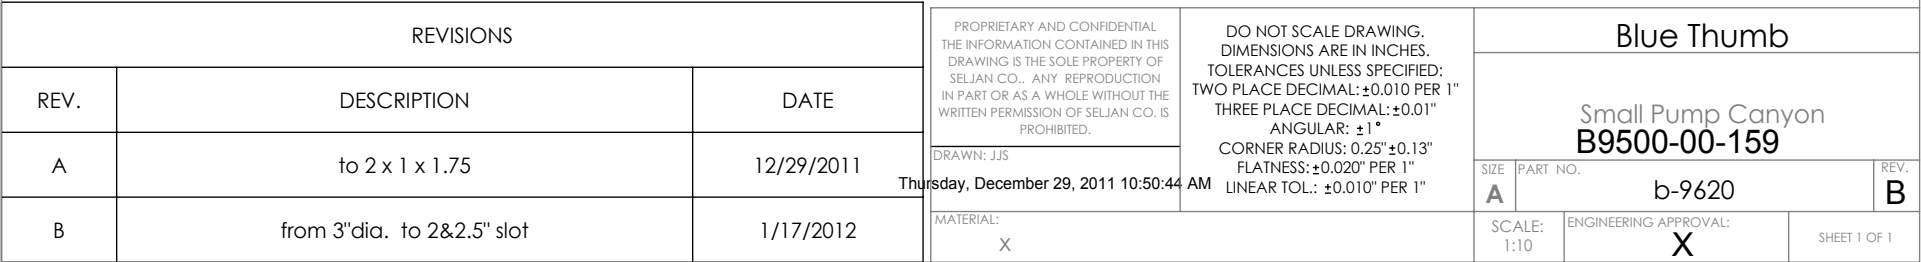 REVISIONS
REV. DESCRIPTION DATE
A to 2 x 1 x 1.75 12/29/2011
B from 3"dia. to 2&2.5" slot 1/17/2012
PROPRIETARY AND CONFIDENTIAL
THE INFORMATION CONTAINED IN THIS
DRAWING IS THE SOLE PROPERTY OF
SELJAN CO.. ANY REPRODUCTION
IN PART OR AS A WHOLE WITHOUT THE
WRITTEN PERMISSION OF SELJAN CO. IS
PROHIBITED.
DRAWN: JJS
Thursday, December 29, 2011 10:50:44 AM
MATERIAL:
X
DO NOT SCALE DRAWING.
DIMENSIONS ARE IN INCHES.
TOLERANCES UNLESS SPECIFIED:
TWO PLACE DECIMAL: ±0.010 PER 1"
THREE PLACE DECIMAL: ±0.01"
ANGULAR: ±1°
CORNER RADIUS: 0.25"±0.13"
FLATNESS: ±0.020" PER 1"
LINEAR TOL.: ±0.010" PER 1"
Blue Thumb
Small Pump Canyon
B9500-00-159
SIZE PART NO. REV.
A b-9620 B
SCALE: ENGINEERING APPROVAL: SHEET 1 OF 1
1:10 X